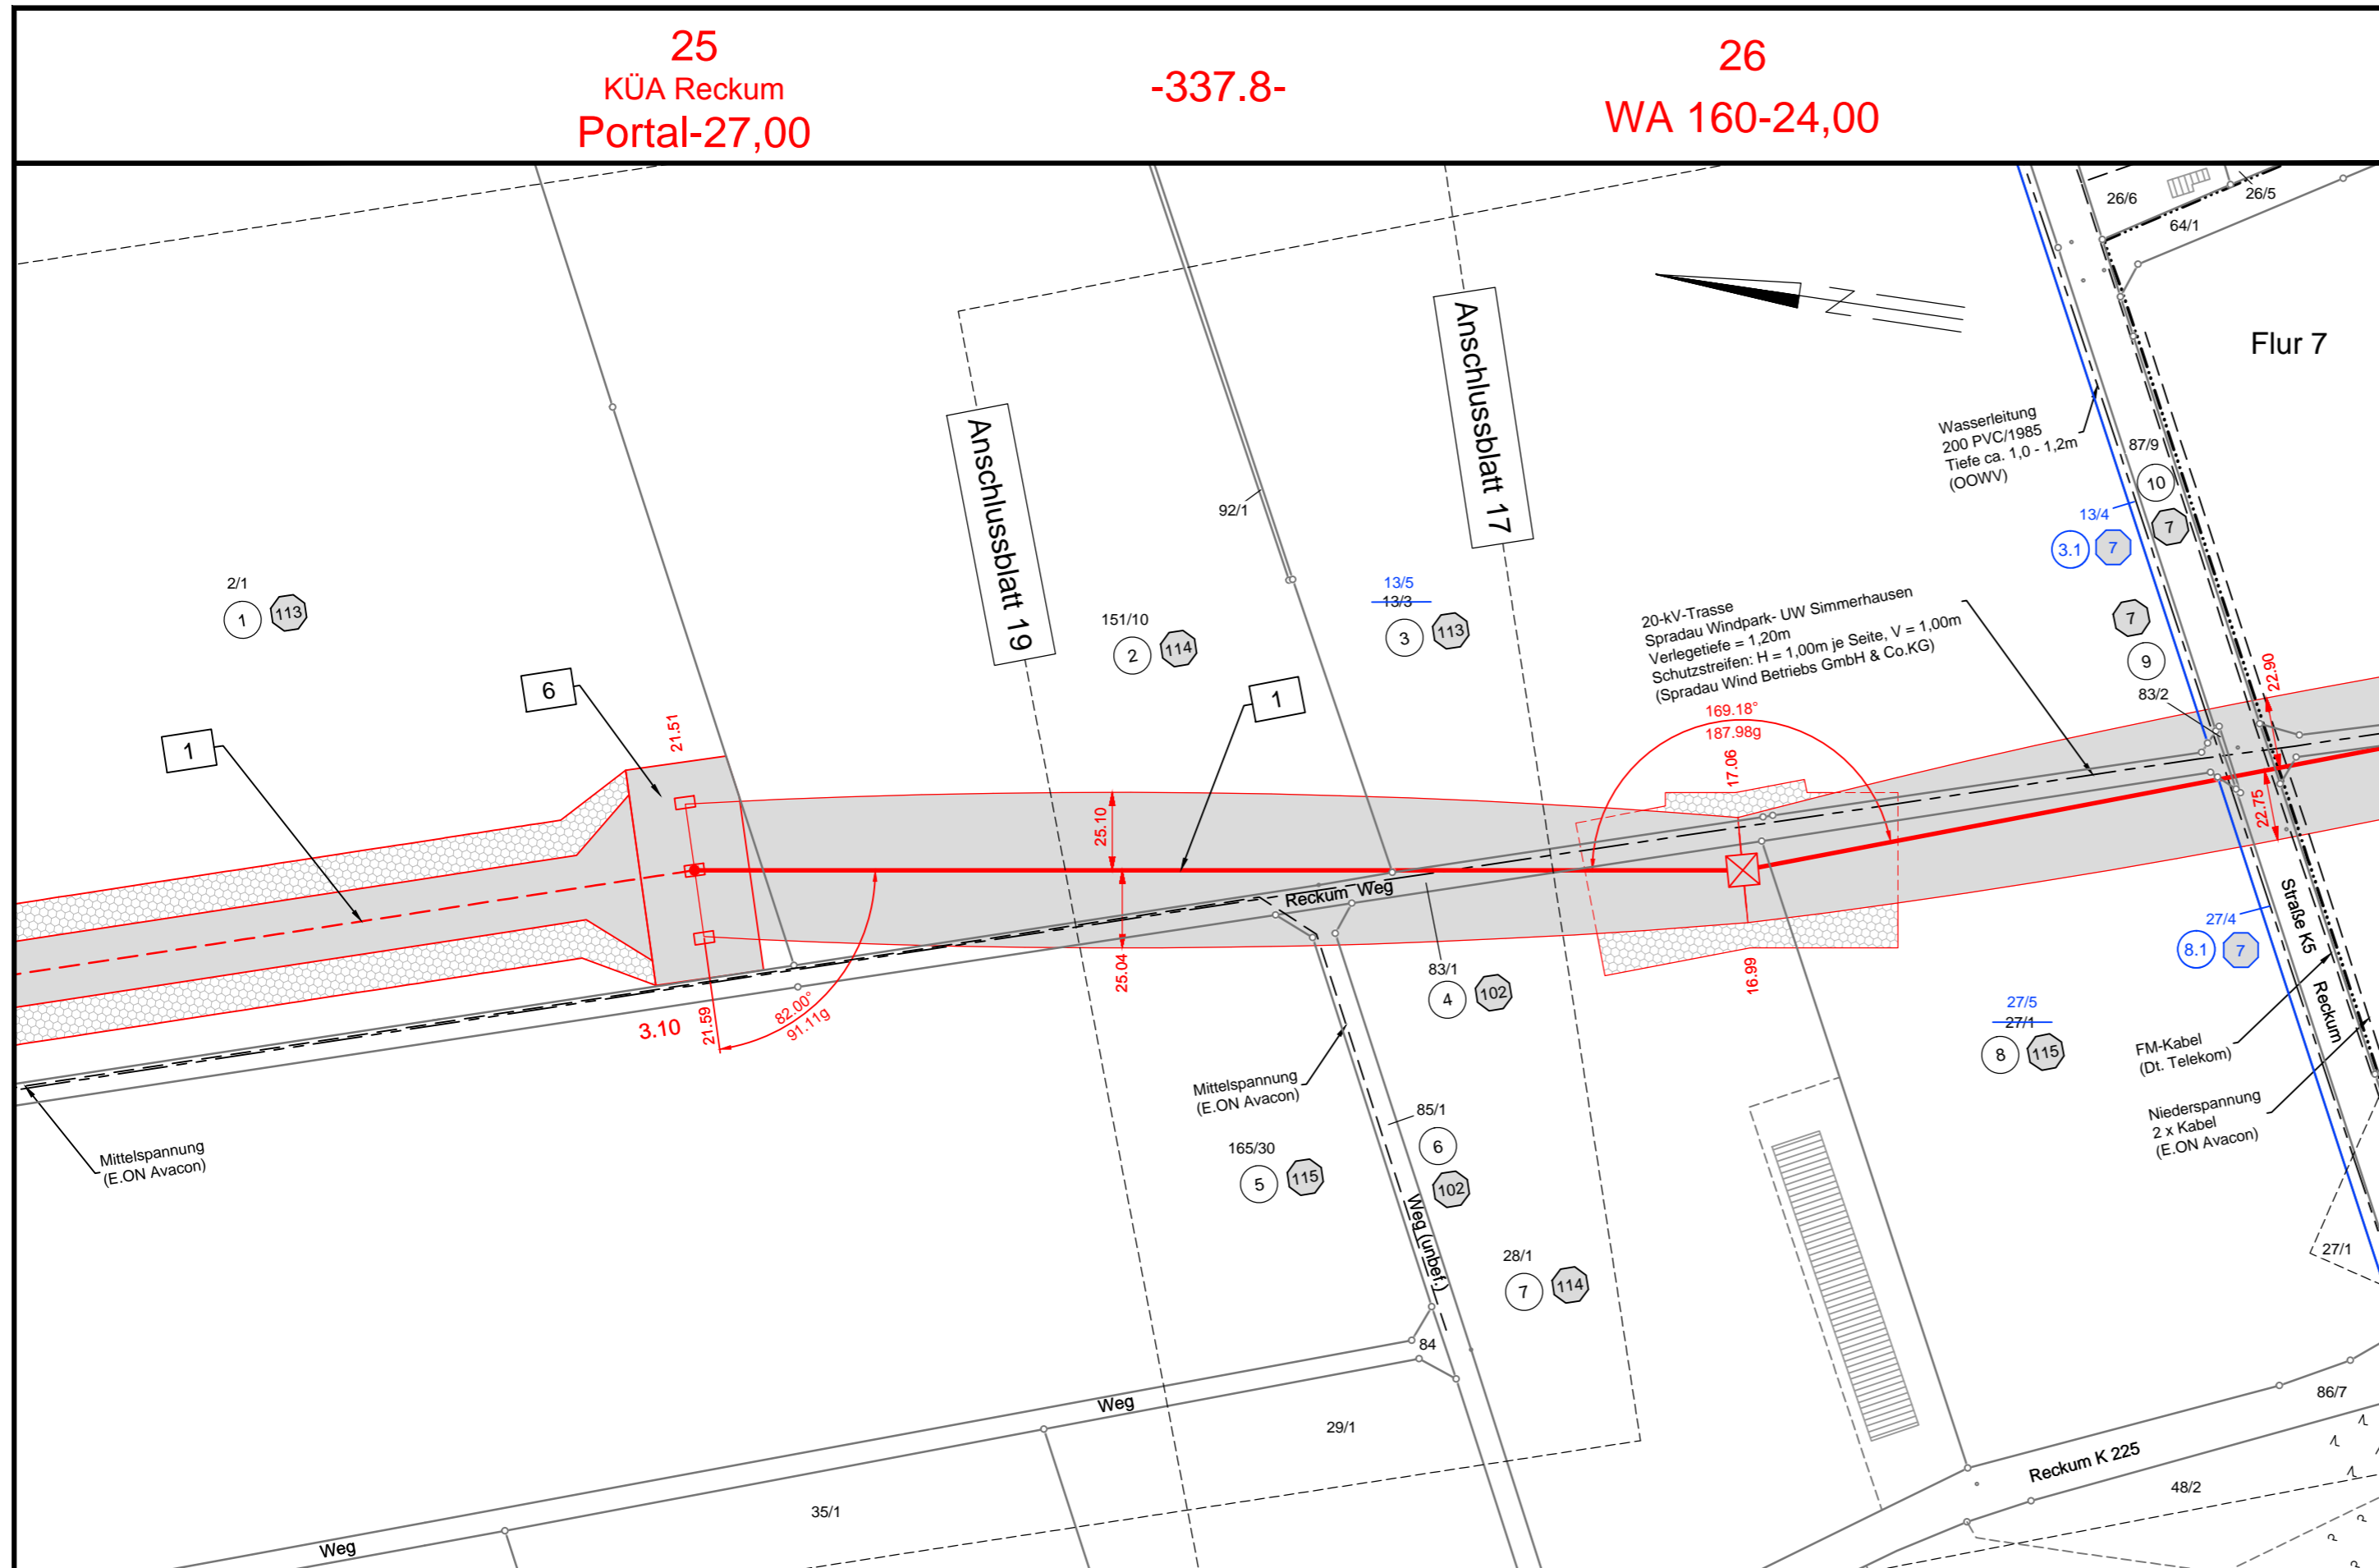 25
KÜA Reckum
Portal-27,00
-337.8-
26
WA 160-24,00
26/6
26/5
64/1
Flur 7
Anschlussblatt 19
Anschlussblatt 17
Wasserleitung
200 PVC/1985
Tiefe ca. 1,0 - 1,2m
(OOWV)
87/9
10
7
13/4
3.1
7
92/1
2/1
1
113
151/10
2
114
13/5
13/3
3
113
20-kV-Trasse
Spradau Windpark- UW Simmerhausen
Verlegetiefe = 1,20m
Schutzstreifen: H = 1,00m je Seite, V = 1,00m
(Spradau Wind Betriebs GmbH & Co.KG)
7
9
83/2
22.90
6
1
1
21.51
169.18°
187.98g
17.06
25.10
22.75
Reckum Weg
25.04
16.99
83/1
4
102
27/4
8.1
7
Straße K5
Reckum
3.10
21.59
82.00°
91.11g
27/5
27/1
8
115
FM-Kabel
(Dt. Telekom)
Niederspannung
2 x Kabel
(E.ON Avacon)
Mittelspannung
(E.ON Avacon)
Mittelspannung
(E.ON Avacon)
85/1
6
102
165/30
5
115
Weg (unbef.)
28/1
7
114
27/1
84
Weg
29/1
86/7
Reckum K 225
48/2
35/1
Weg